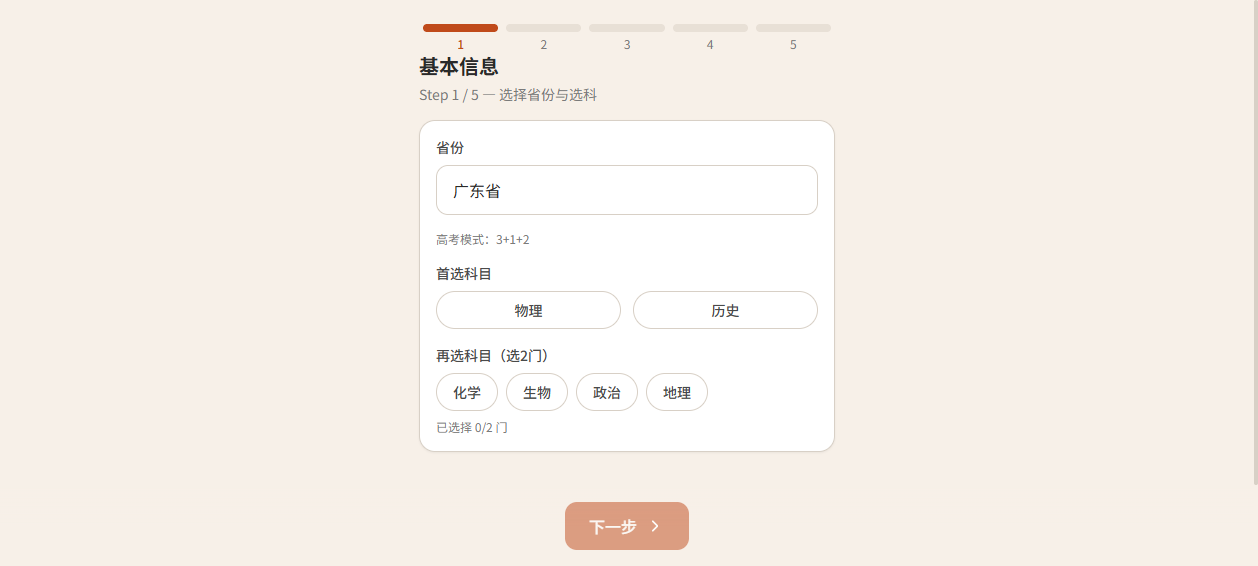 1 2 3 4 5
基本信息
Step 1 / 5 — 选择省份与选科
省份
广东省
高考模式：3+1+2
首选科目
物理 历史
再选科目（选2门）
化学 生物 政治 地理
已选择 0/2 门
下一步